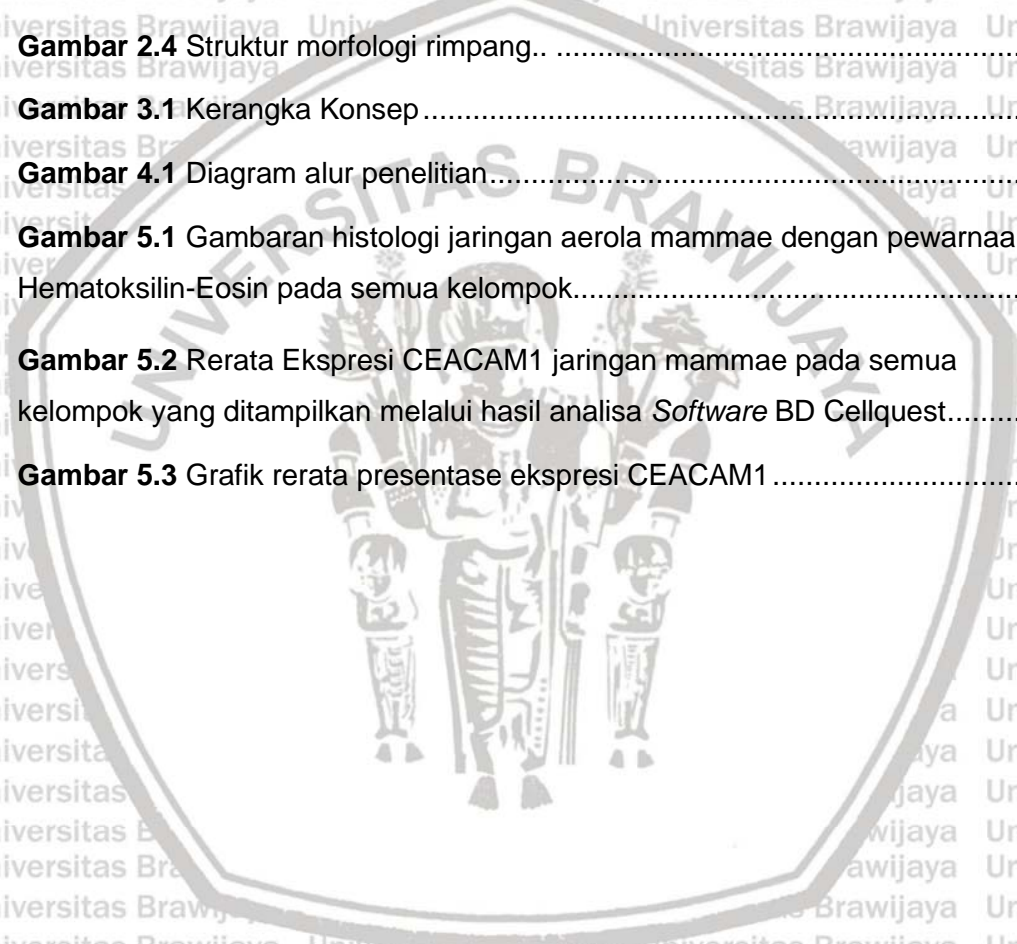 Gambar 2.4 Struktur morfologi rimpang.. ..............................................
Gambar 3.1 Kerangka Konsep..............................................................
Gambar 4.1 Diagram alur penelitian......................................................
Gambar 5.1 Gambaran histologi jaringan aerola mammae dengan pewarnaa
Hematoksilin-Eosin pada semua kelompok............................................
Gambar 5.2 Rerata Ekspresi CEACAM1 jaringan mammae pada semua
kelompok yang ditampilkan melalui hasil analisa Software BD Cellquest.........
Gambar 5.3 Grafik rerata presentase ekspresi CEACAM1..............................
UNIVERSITAS BRAWIJAYA